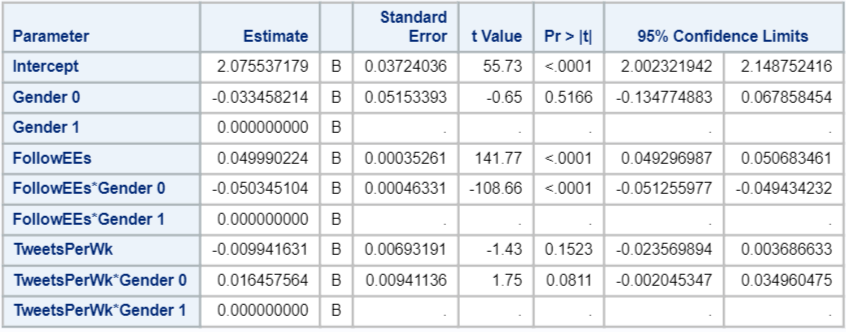 Parameter Estimate Standard Error t Value Pr > |t| 95% Confidence Limits
Intercept 2.075537179 B 0.03724036 55.73 <.0001 2.002321942 2.148752416
Gender 0 -0.033458214 B 0.05153393 -0.65 0.5166 -0.134774883 0.067858454
Gender 1 0.000000000 B . . . . .
FollowEEs 0.049990224 B 0.00035261 141.77 <.0001 0.049296987 0.050683461
FollowEEs*Gender 0 -0.050345104 B 0.00046331 -108.66 <.0001 -0.051255977 -0.049434232
FollowEEs*Gender 1 0.000000000 B . . . . .
TweetsPerWk -0.009941631 B 0.00693191 -1.43 0.1523 -0.023569894 0.003686633
TweetsPerWk*Gender 0 0.016457564 B 0.00941136 1.75 0.0811 -0.002045347 0.034960475
TweetsPerWk*Gender 1 0.000000000 B . . . . .